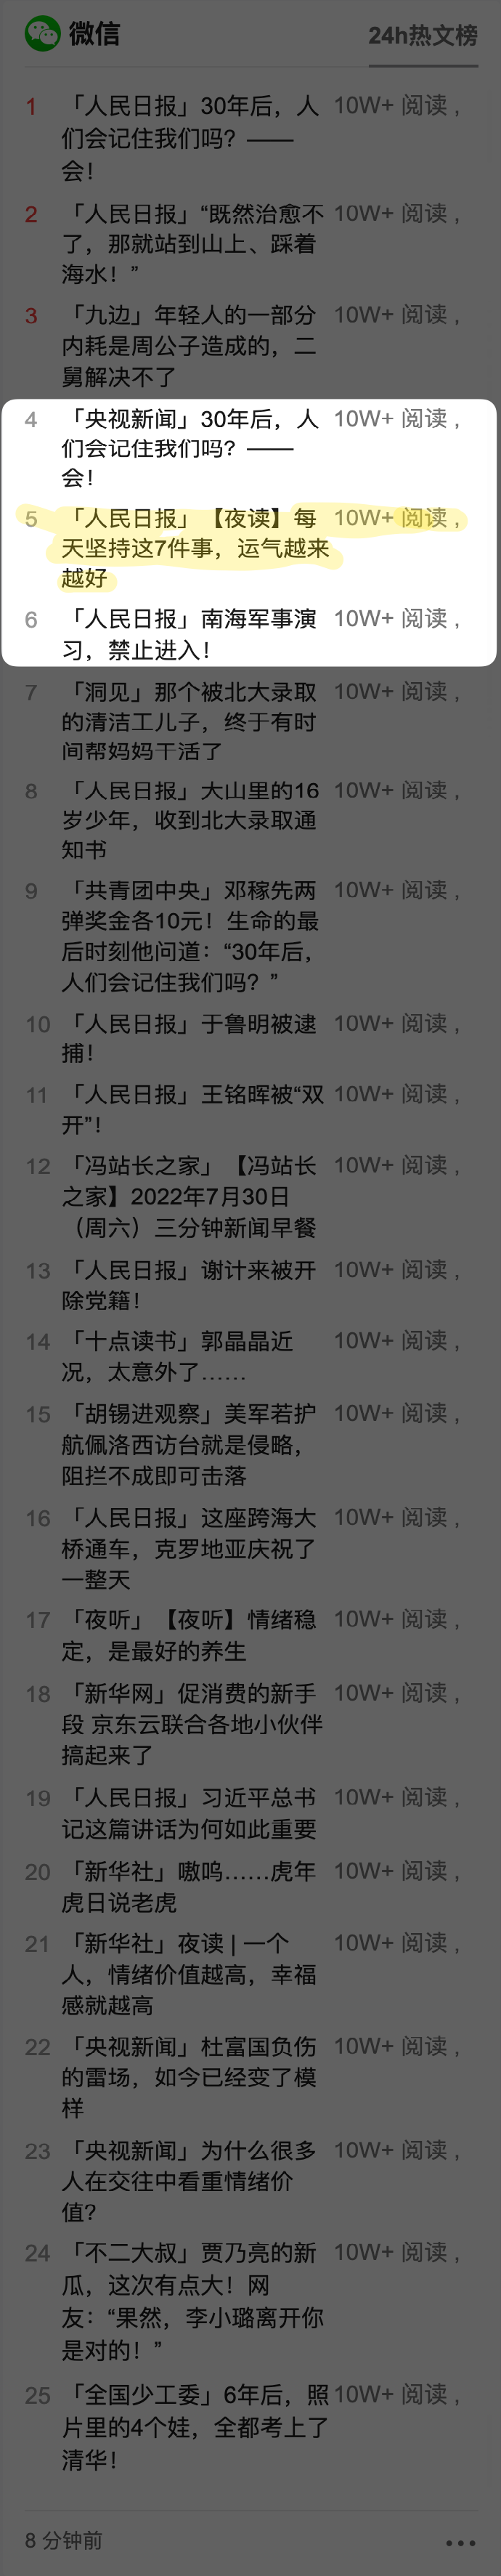 微信
24h热文榜
1 「人民日报」30年后，人 10W+ 阅读，
们会记住我们吗？——
会！
2 「人民日报」“既然治愈不 10W+ 阅读，
了，那就站到山上、踩着
海水！”
3 「九边」年轻人的一部分 10W+ 阅读，
内耗是周公子造成的，二
舅解决不了
4 「央视新闻」30年后，人 10W+ 阅读，
们会记住我们吗？——
会！
5 「人民日报」【夜读】每 10W+ 阅读，
天坚持这7件事，运气越来
越好
6 「人民日报」南海军事演 10W+ 阅读，
习，禁止进入！
7 「洞见」那个被北大录取 10W+ 阅读，
的清洁工儿子，终于有时
间帮妈妈干活了
8 「人民日报」大山里的16 10W+ 阅读，
岁少年，收到北大录取通
知书
9 「共青团中央」邓稼先两 10W+ 阅读，
弹奖金各10元！生命的最
后时刻他问道：“30年后，
人们会记住我们吗？”
10 「人民日报」于鲁明被逮 10W+ 阅读，
捕！
11 「人民日报」王铭晖被“双 10W+ 阅读，
开”！
12 「冯站长之家」【冯站长 10W+ 阅读，
之家】2022年7月30日
（周六）三分钟新闻早餐
13 「人民日报」谢计来被开 10W+ 阅读，
除党籍！
14 「十点读书」郭晶晶近 10W+ 阅读，
况，太意外了……
15 「胡锡进观察」美军若护 10W+ 阅读，
航佩洛西访台就是侵略，
阻拦不成即可击落
16 「人民日报」这座跨海大 10W+ 阅读，
桥通车，克罗地亚庆祝了
一整天
17 「夜听」【夜听】情绪稳 10W+ 阅读，
定，是最好的养生
18 「新华网」促消费的新手 10W+ 阅读，
段 京东云联合各地小伙伴
搞起来了
19 「人民日报」习近平总书 10W+ 阅读，
记这篇讲话为何如此重要
20 「新华社」嗷呜……虎年 10W+ 阅读，
虎日说老虎
21 「新华社」夜读 | 一个 10W+ 阅读，
人，情绪价值越高，幸福
感就越高
22 「央视新闻」杜富国负伤 10W+ 阅读，
的雷场，如今已经变了模
样
23 「央视新闻」为什么很多 10W+ 阅读，
人在交往中看重情绪价
值?
24 「不二大叔」贾乃亮的新 10W+ 阅读，
瓜，这次有点大！网
友：“果然，李小璐离开你
是对的！”
25 「全国少工委」6年后，照 10W+ 阅读，
片里的4个娃，全都考上了
清华！
8 分钟前